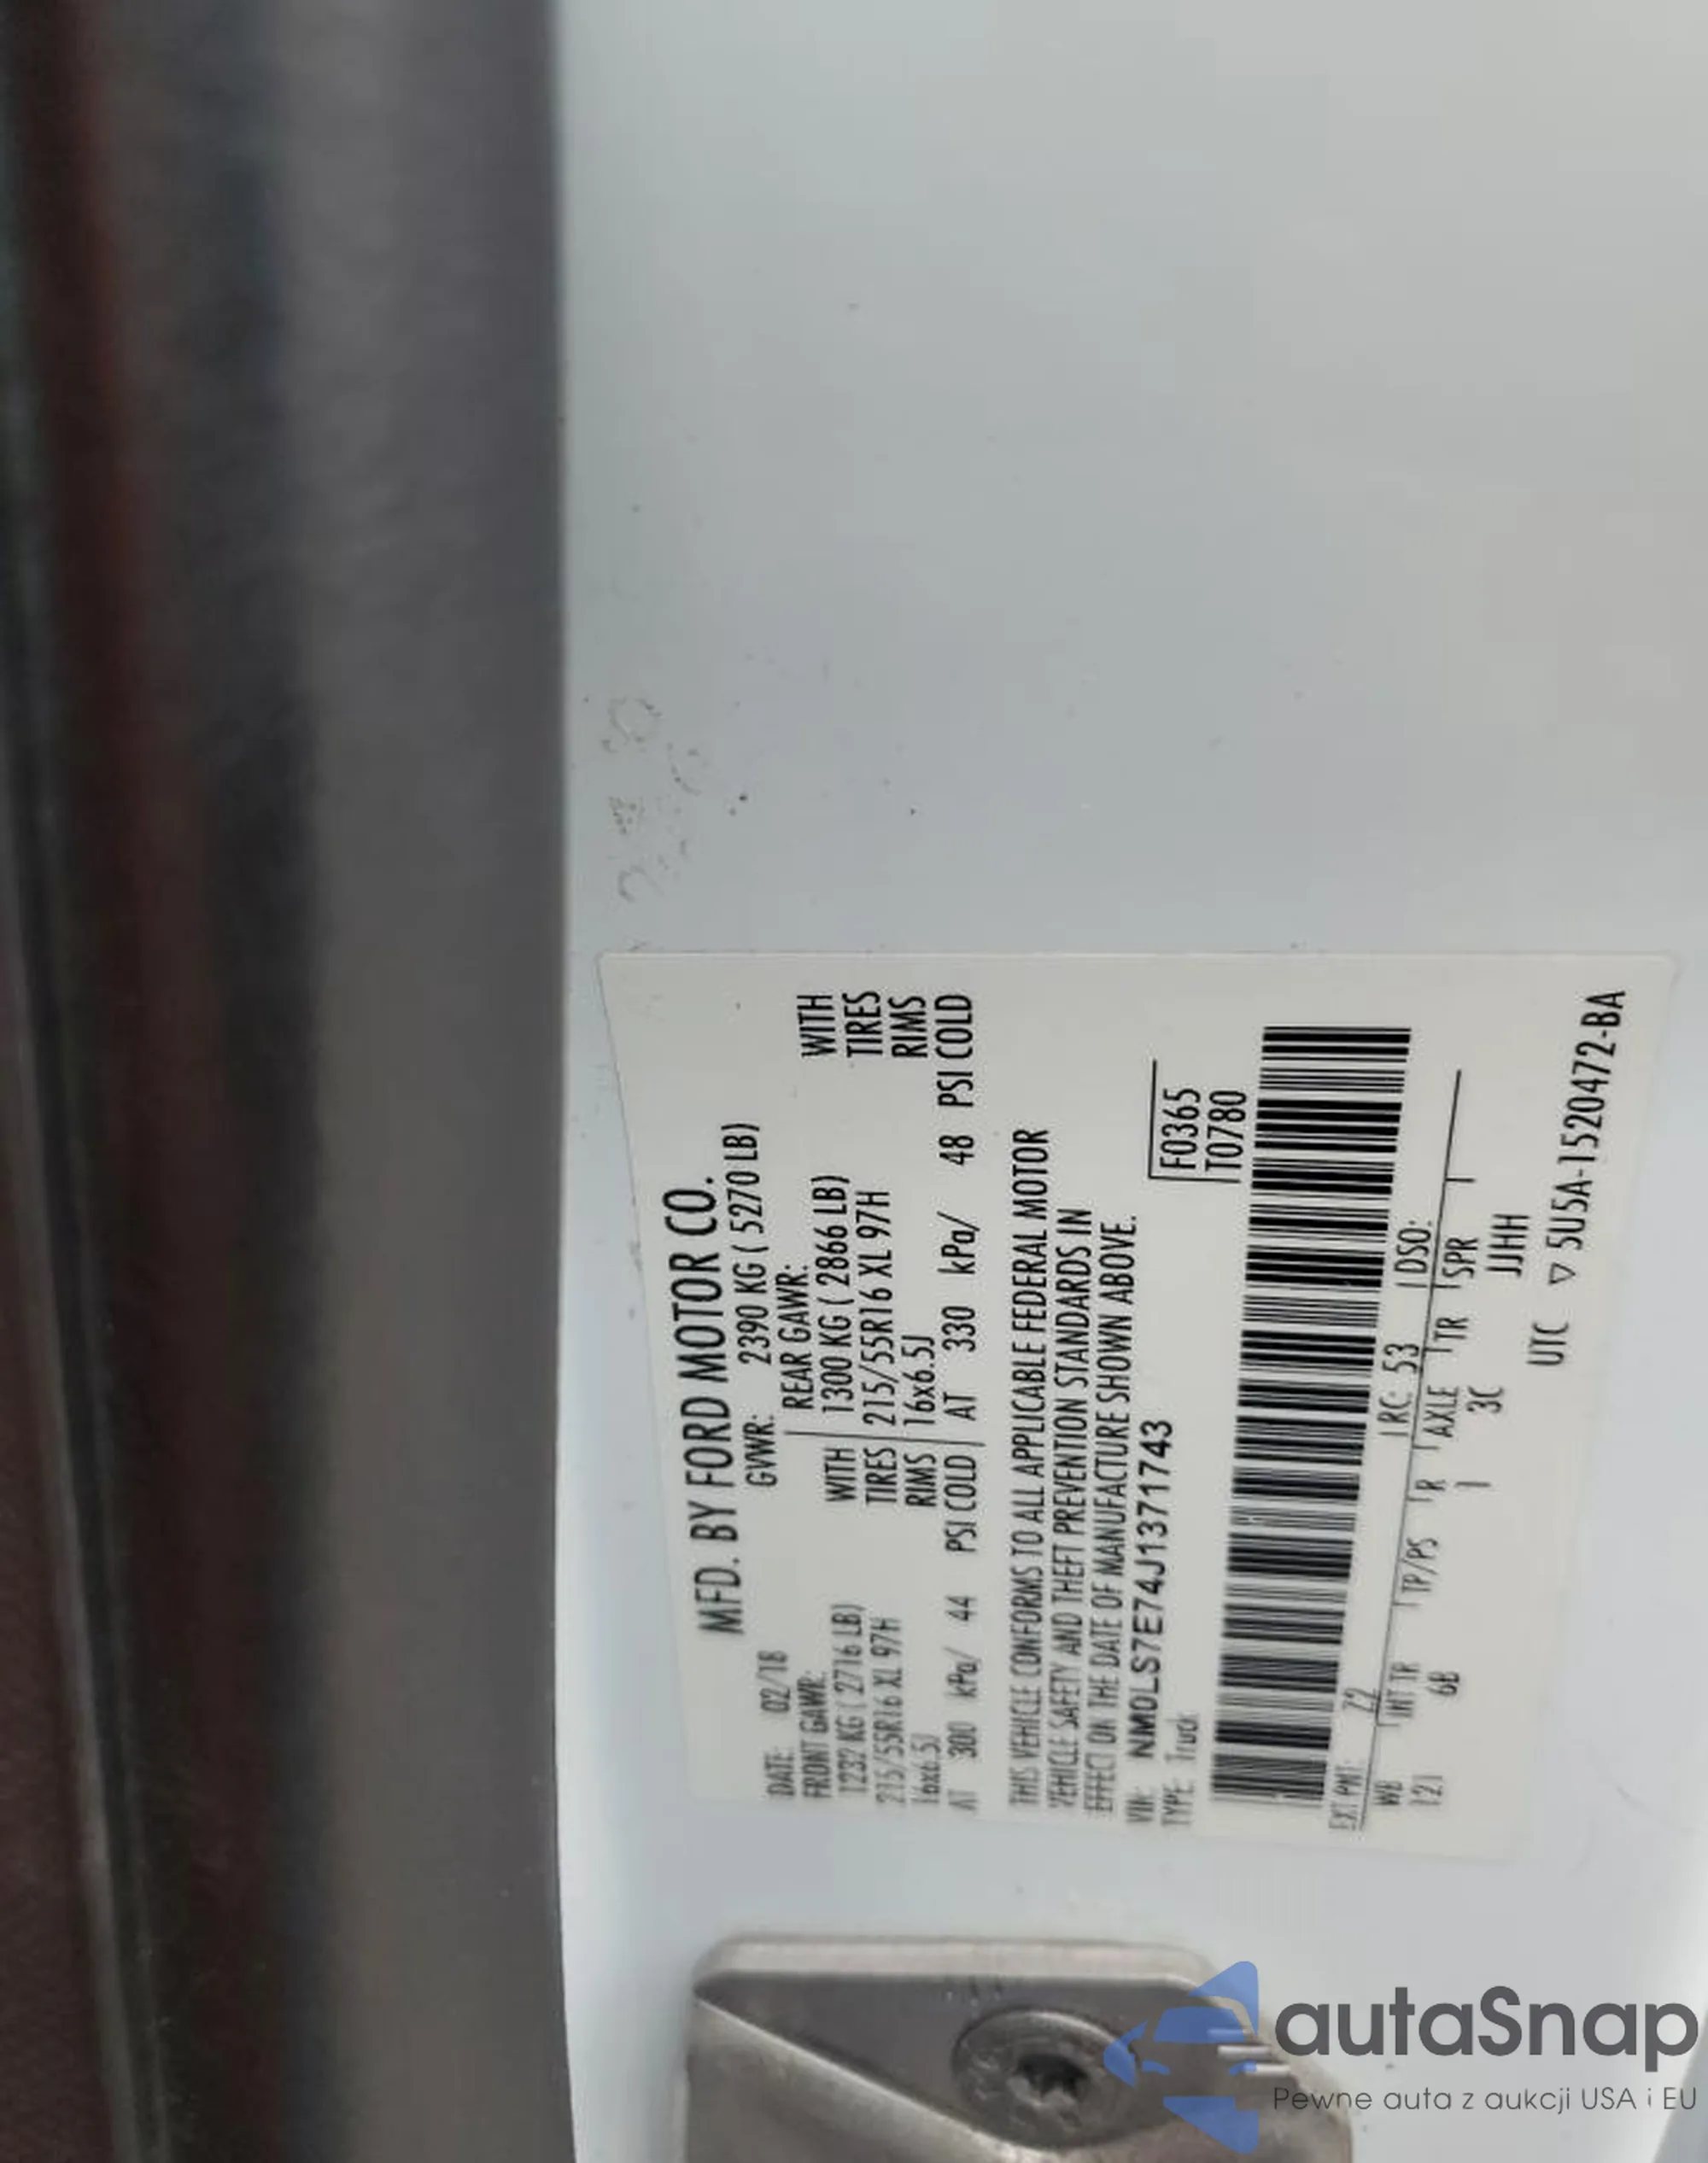 MFD. BY FORD MOTOR CO.
DATE: 02/18 GVWR: 2390 KG ( 5270 LB)
FRONT GAWR: REAR GAWR:
1232 KG ( 2716 LB) WITH 1300 KG ( 2866 LB) WITH
215/55R16 XL 97H TIRES 215/55R16 XL 97H TIRES
16x6.5J RIMS 16x6.5J RIMS
AT 300 kPa/ 44 PSI COLD AT 330 kPa/ 48 PSI COLD
THIS VEHICLE CONFORMS TO ALL APPLICABLE FEDERAL MOTOR
VEHICLE SAFETY AND THEFT PREVENTION STANDARDS IN
EFFECT ON THE DATE OF MANUFACTURE SHOWN ABOVE.
VIN: NM0LS7E74J1371743
TYPE: Truck
F0365
T0780
EXT PNT: Z2 RC: 53 DSO:
WB INT TR TP/PS R AXLE TR SPR
121 6B 1 3C JJHH
UTC ▽ 5U5A-1520472-BA
autaSnap
Pewne auta z aukcji USA i EU